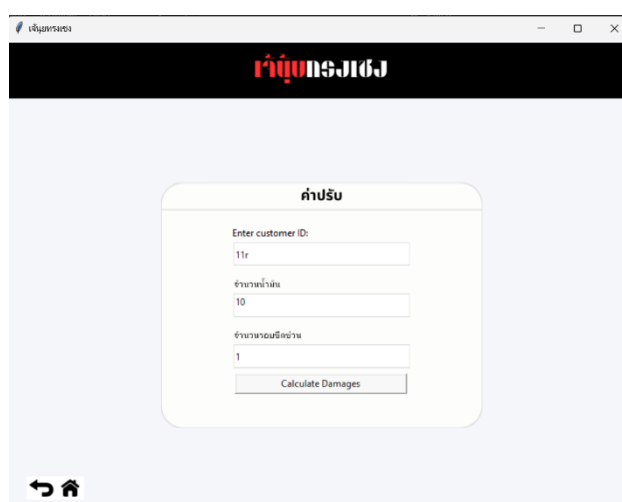 เจ๊นุ้ยทรงเซง
เจ๊นุ้ยทรงเซง
ค่าปรับ
Enter customer ID:
11r
จำนวนน้ำมัน
10
จำนวนรอยขีดข่วน
1
Calculate Damages